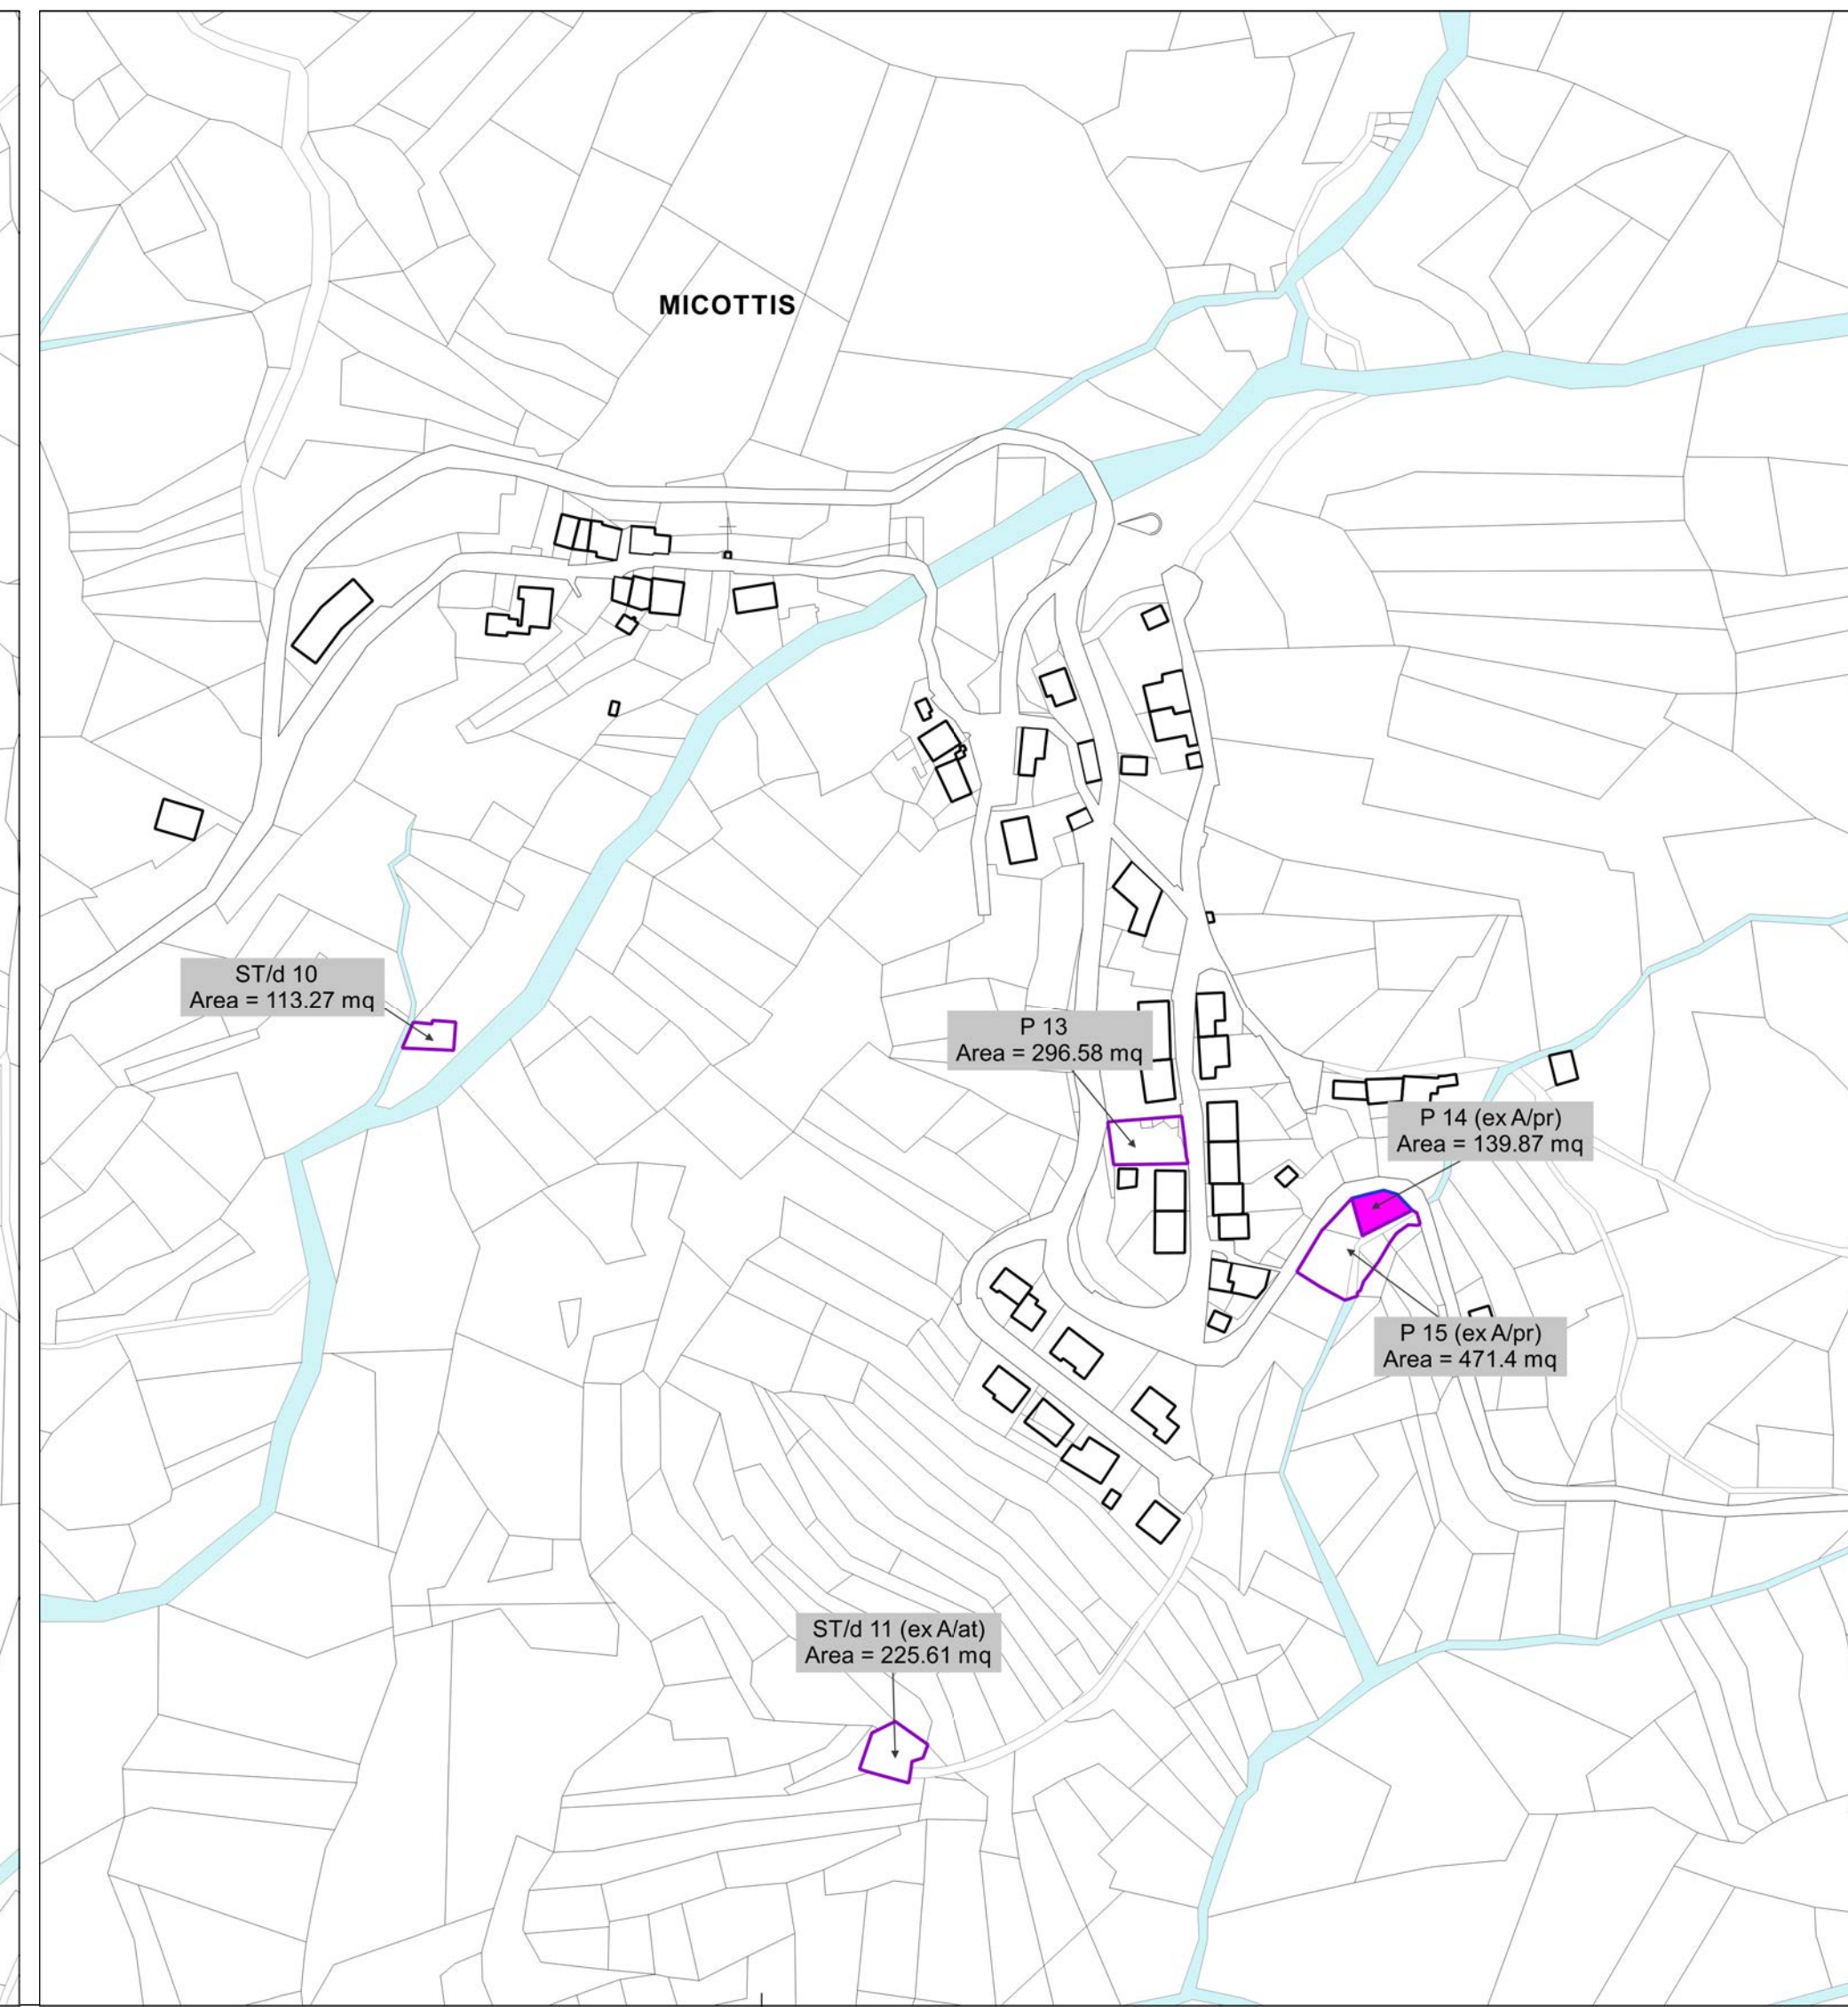 MICOTTIS
ST/d 10
Area = 113.27 mq
P 13
Area = 296.58 mq
P 14 (ex A/pr)
Area = 139.87 mq
P 15 (ex A/pr)
Area = 471.4 mq
ST/d 11 (ex A/at)
Area = 225.61 mq